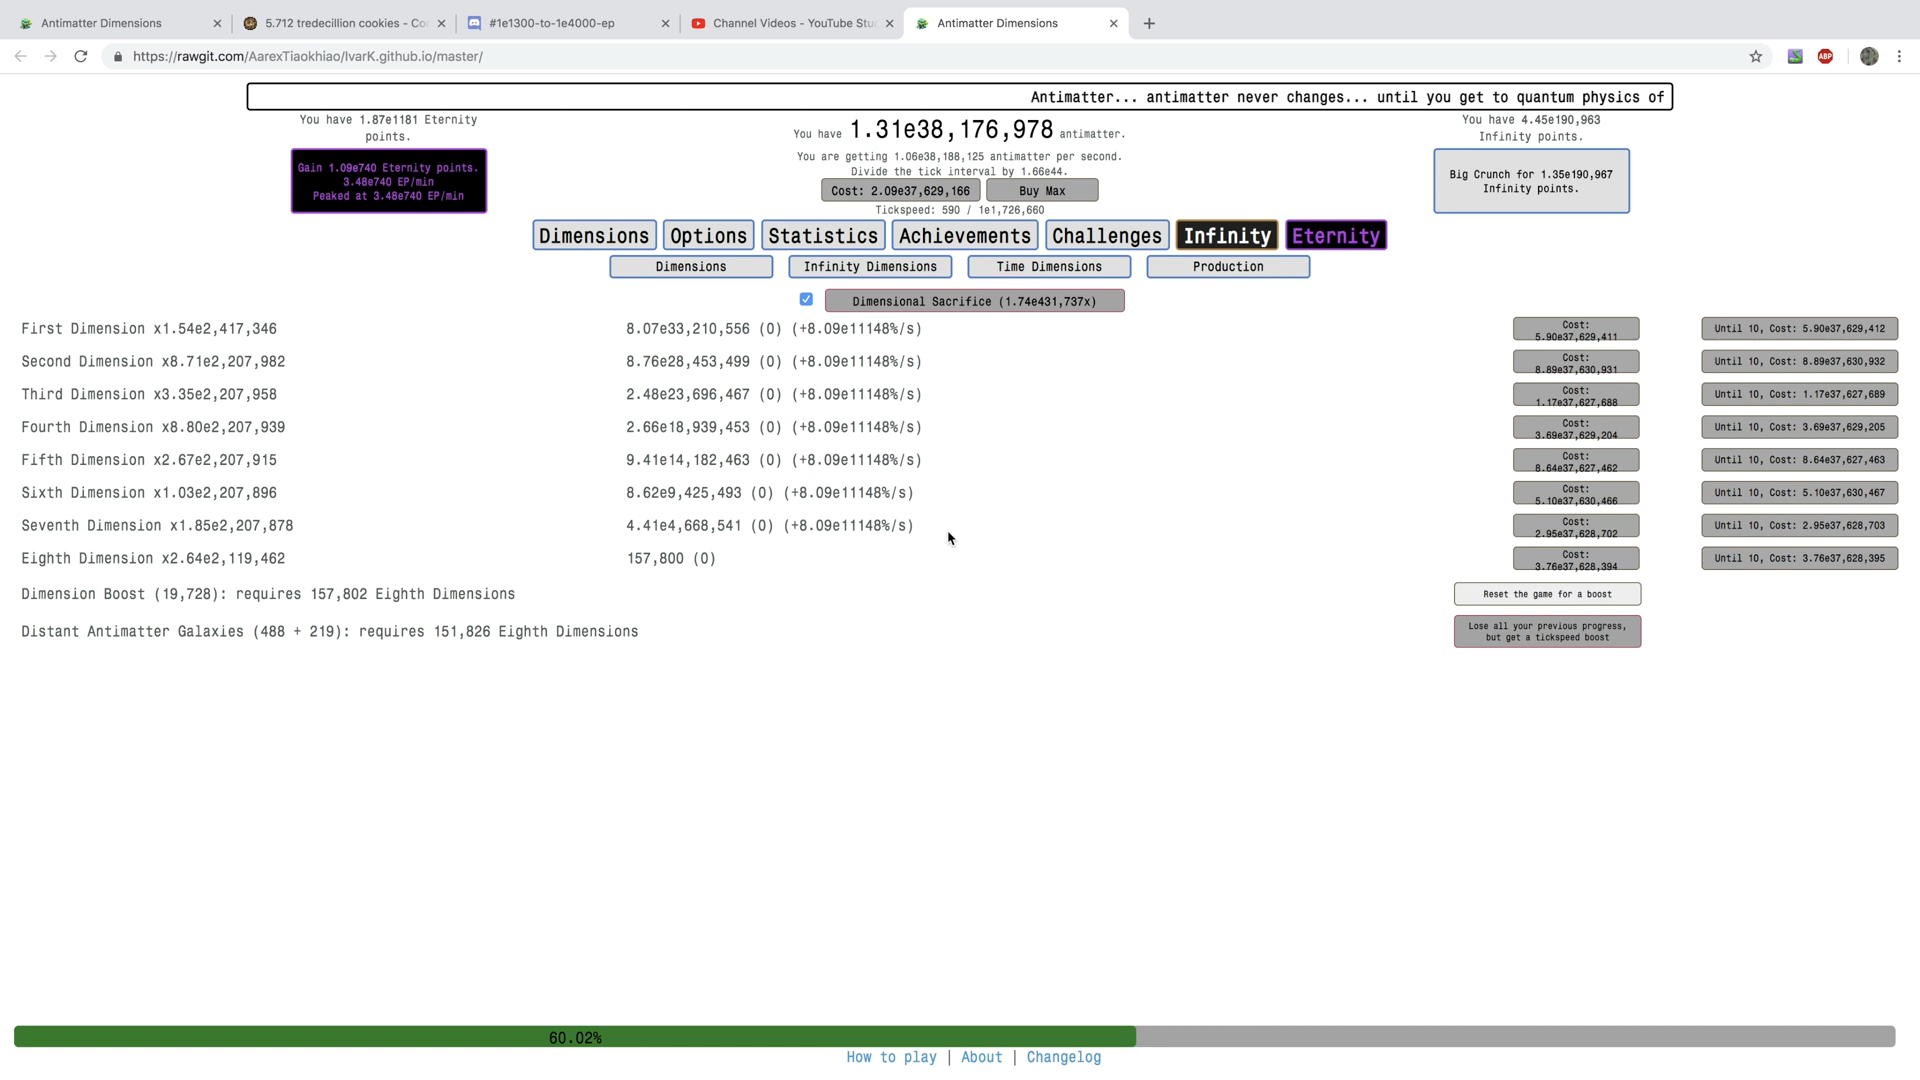 Antimatter Dimensions
5.712 tredecillion cookies - Co
#1e1300-to-1e4000-ep
Channel Videos - YouTube Stu
Antimatter Dimensions
https://rawgit.com/AarexTiaokhiao/IvarK.github.io/master/
ABP
Antimatter... antimatter never changes... until you get to quantum physics of
You have 1.87e1181 Eternity
points.
Gain 1.09e740 Eternity points.
3.48e740 EP/min
Peaked at 3.48e740 EP/min
You have 1.31e38,176,978 antimatter.
You are getting 1.06e38,188,125 antimatter per second.
Divide the tick interval by 1.66e44.
Cost: 2.09e37,629,166
Buy Max
Tickspeed: 590 / 1e1,726,660
You have 4.45e190,963
Infinity points.
Big Crunch for 1.35e190,967
Infinity points.
Dimensions
Options
Statistics
Achievements
Challenges
Infinity
Eternity
Dimensions
Infinity Dimensions
Time Dimensions
Production
Dimensional Sacrifice (1.74e431,737x)
First Dimension x1.54e2,417,346
8.07e33,210,556 (0) (+8.09e11148%/s)
Cost:
5.90e37,629,411
Until 10, Cost: 5.90e37,629,412
Second Dimension x8.71e2,207,982
8.76e28,453,499 (0) (+8.09e11148%/s)
Cost:
8.89e37,630,931
Until 10, Cost: 8.89e37,630,932
Third Dimension x3.35e2,207,958
2.48e23,696,467 (0) (+8.09e11148%/s)
Cost:
1.17e37,627,688
Until 10, Cost: 1.17e37,627,689
Fourth Dimension x8.80e2,207,939
2.66e18,939,453 (0) (+8.09e11148%/s)
Cost:
3.69e37,629,204
Until 10, Cost: 3.69e37,629,205
Fifth Dimension x2.67e2,207,915
9.41e14,182,463 (0) (+8.09e11148%/s)
Cost:
8.64e37,627,462
Until 10, Cost: 8.64e37,627,463
Sixth Dimension x1.03e2,207,896
8.62e9,425,493 (0) (+8.09e11148%/s)
Cost:
5.10e37,630,466
Until 10, Cost: 5.10e37,630,467
Seventh Dimension x1.85e2,207,878
4.41e4,668,541 (0) (+8.09e11148%/s)
Cost:
2.95e37,628,702
Until 10, Cost: 2.95e37,628,703
Eighth Dimension x2.64e2,119,462
157,800 (0)
Cost:
3.76e37,628,394
Until 10, Cost: 3.76e37,628,395
Dimension Boost (19,728): requires 157,802 Eighth Dimensions
Reset the game for a boost
Distant Antimatter Galaxies (488 + 219): requires 151,826 Eighth Dimensions
Lose all your previous progress,
but get a tickspeed boost
60.02%
How to play | About | Changelog